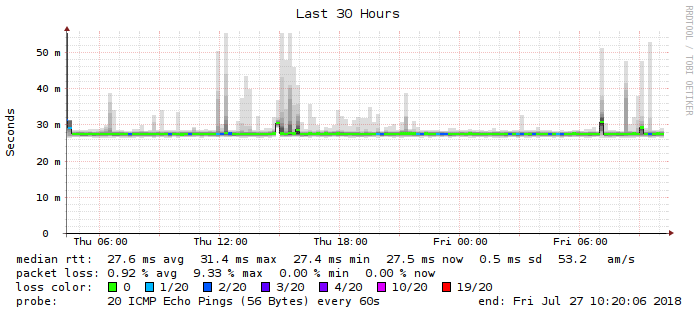 Last 30 Hours
RRDTOOL / TOBI OETIKER
Seconds
50 m
40 m
30 m
20 m
10 m
0
Thu 06:00 Thu 12:00 Thu 18:00 Fri 00:00 Fri 06:00
median rtt: 27.6 ms avg 31.4 ms max 27.4 ms min 27.5 ms now 0.5 ms sd 53.2 am/s
packet loss: 0.92 % avg 9.33 % max 0.00 % min 0.00 % now
loss color: 0 1/20 2/20 3/20 4/20 10/20 19/20
probe: 20 ICMP Echo Pings (56 Bytes) every 60s end: Fri Jul 27 10:20:06 2018